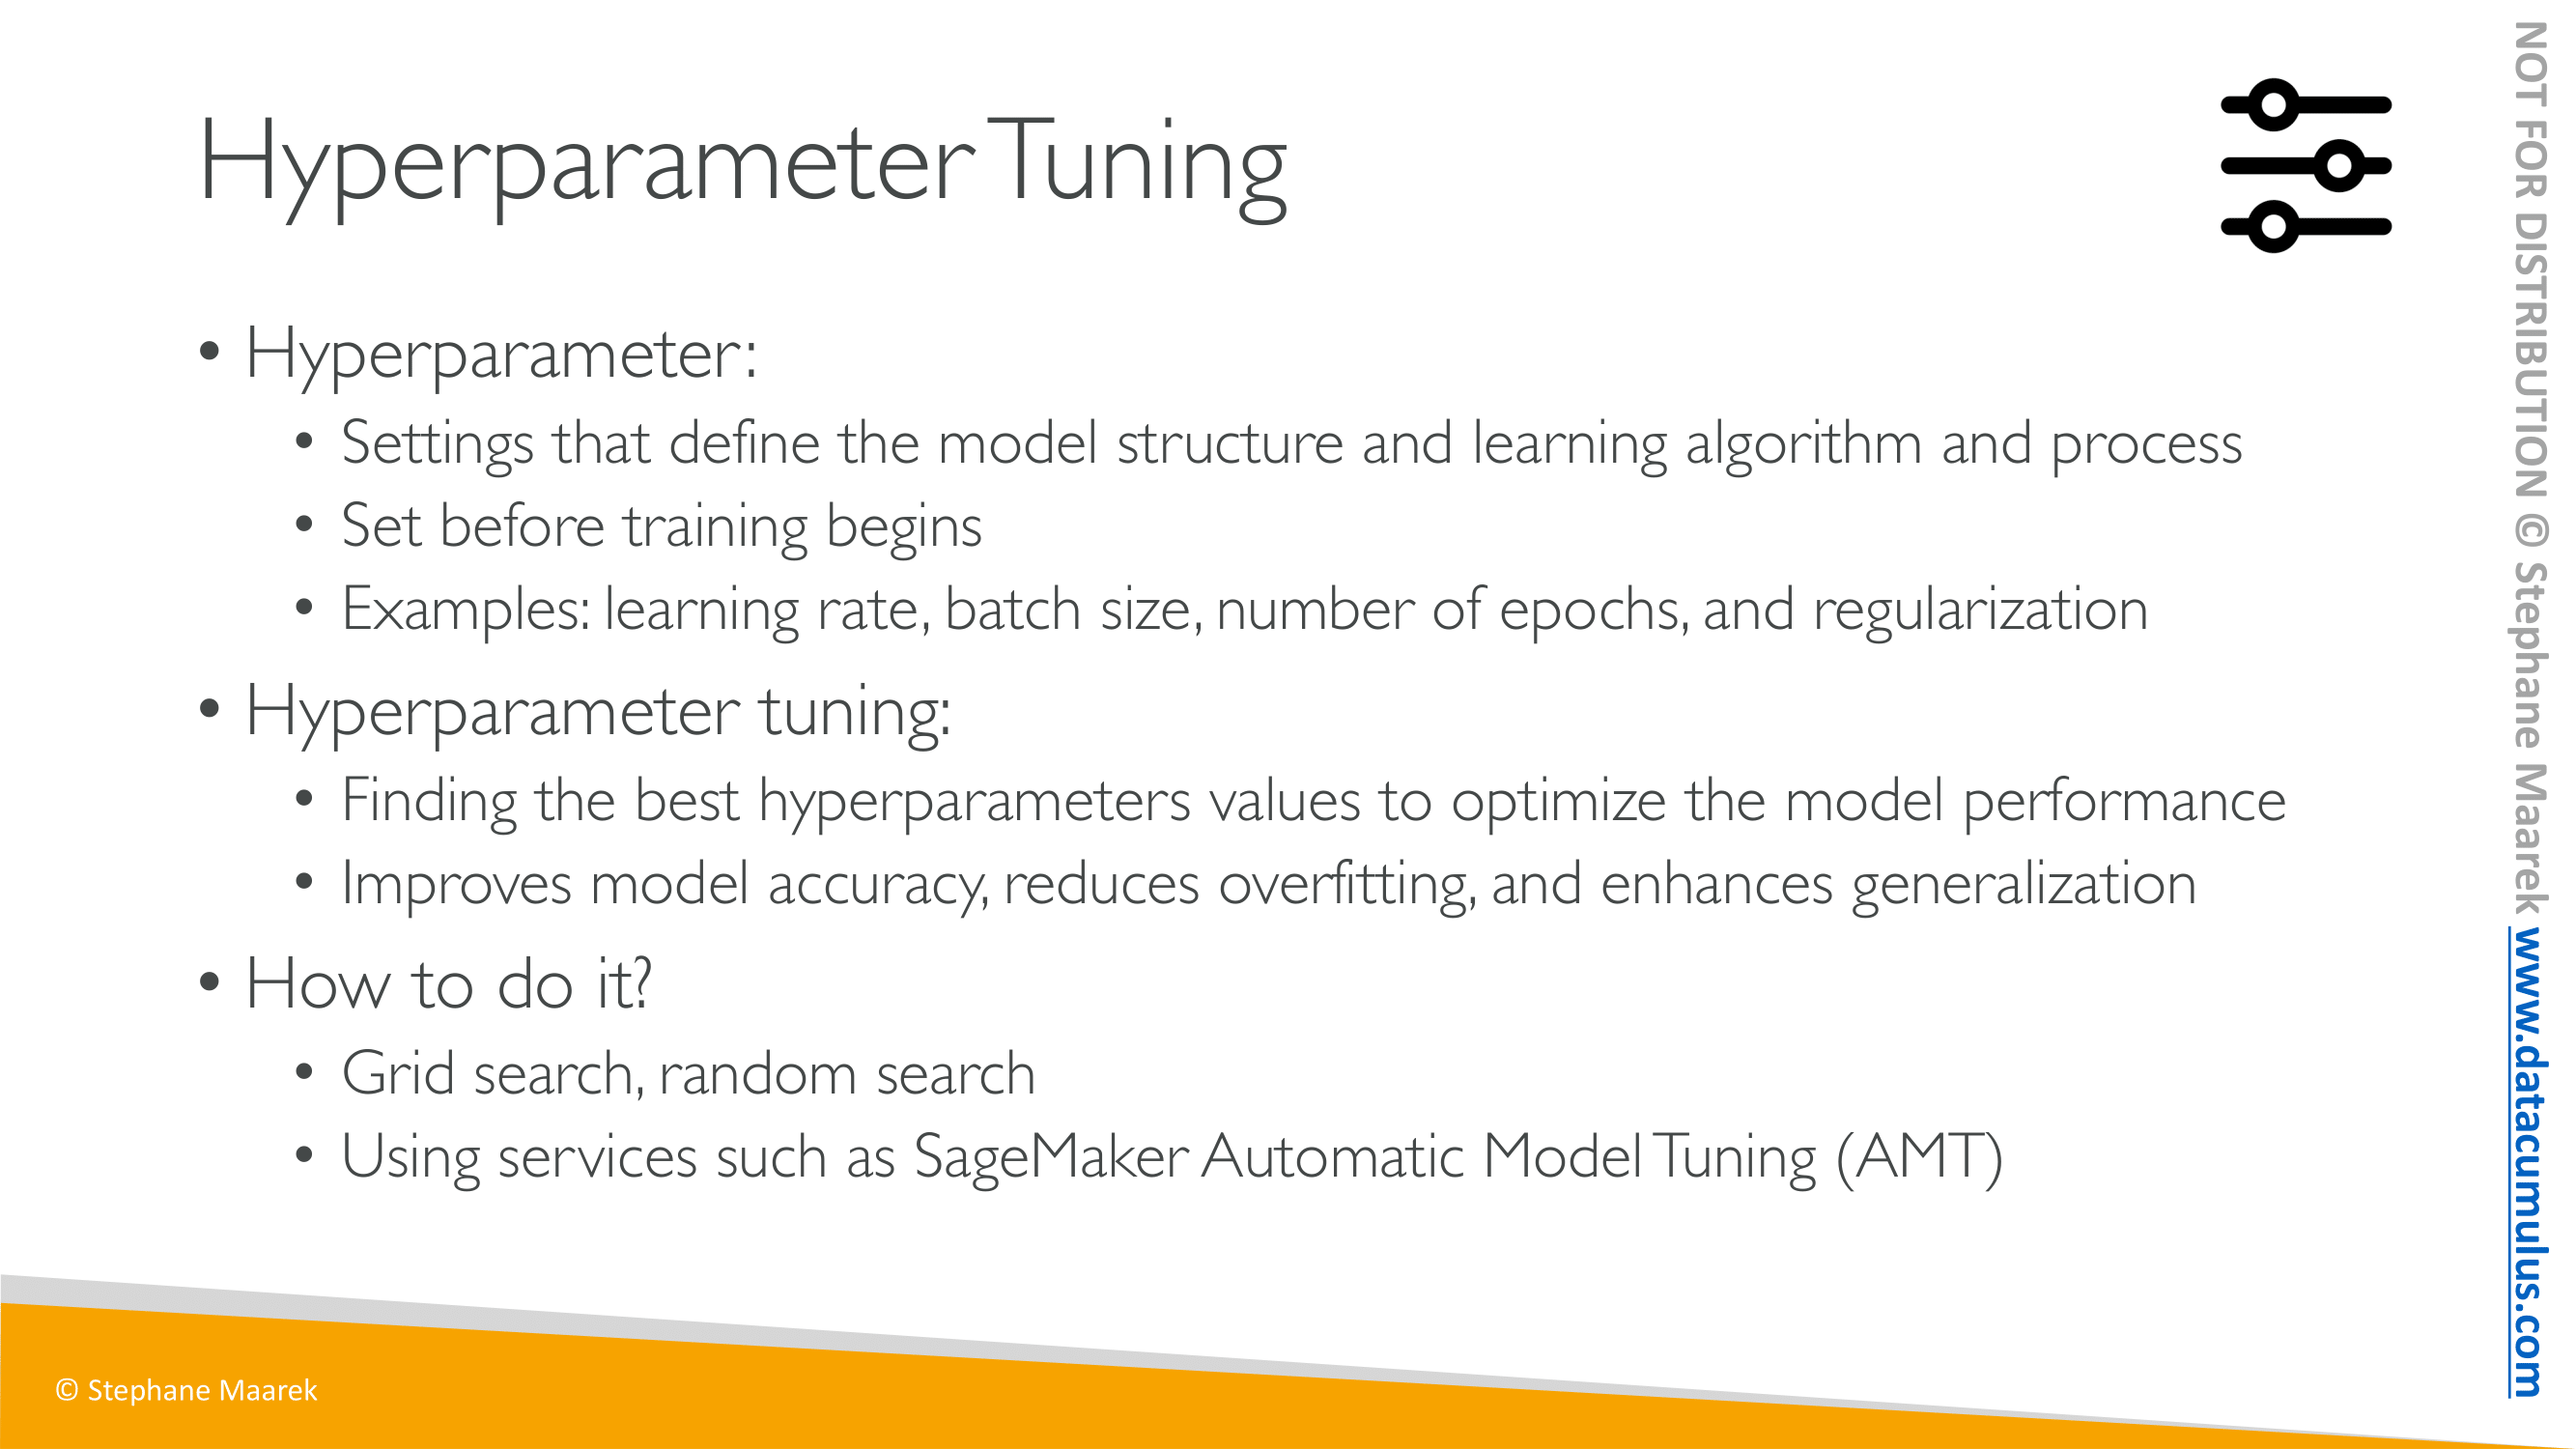 Hyperparameter Tuning
• Hyperparameter:
• Settings that define the model structure and learning algorithm and process
• Set before training begins
• Examples: learning rate, batch size, number of epochs, and regularization
• Hyperparameter tuning:
• Finding the best hyperparameters values to optimize the model performance
• Improves model accuracy, reduces overfitting, and enhances generalization
• How to do it?
• Grid search, random search
• Using services such as SageMaker Automatic Model Tuning (AMT)
© Stephane Maarek
NOT FOR DISTRIBUTION © Stephane Maarek www.datacumulus.com